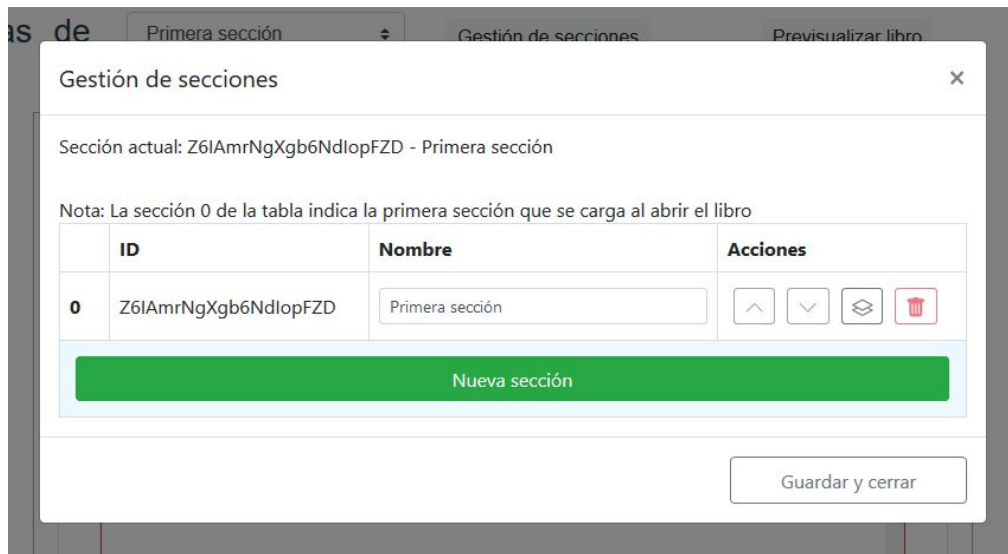 as de
Primera sección
Gestión de secciones
Previsualizar libro
Gestión de secciones
×
Sección actual: Z6IAmrNgXgb6NdIopFZD - Primera sección
Nota: La sección 0 de la tabla indica la primera sección que se carga al abrir el libro
ID Nombre Acciones
0 Z6IAmrNgXgb6NdIopFZD Primera sección
Nueva sección
Guardar y cerrar